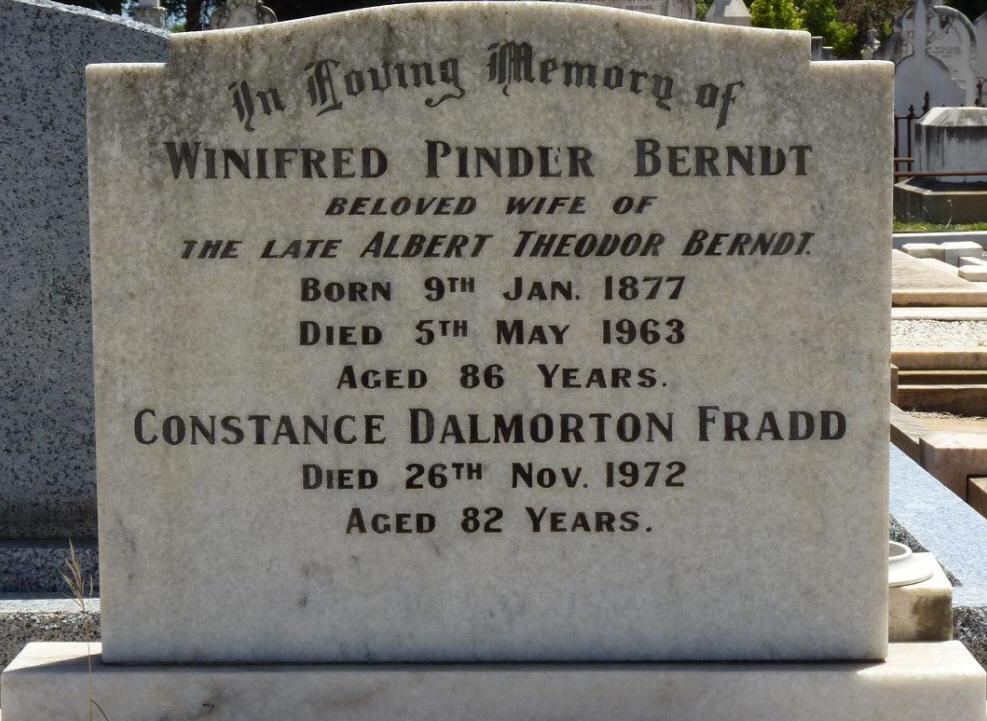 In Loving Memory of
WINIFRED PINDER BERNDT
BELOVED WIFE OF
THE LATE ALBERT THEODOR BERNDT.
BORN 9TH JAN. 1877
DIED 5TH MAY 1963
AGED 86 YEARS.
CONSTANCE DALMORTON FRADD
DIED 26TH NOV. 1972
AGED 82 YEARS.